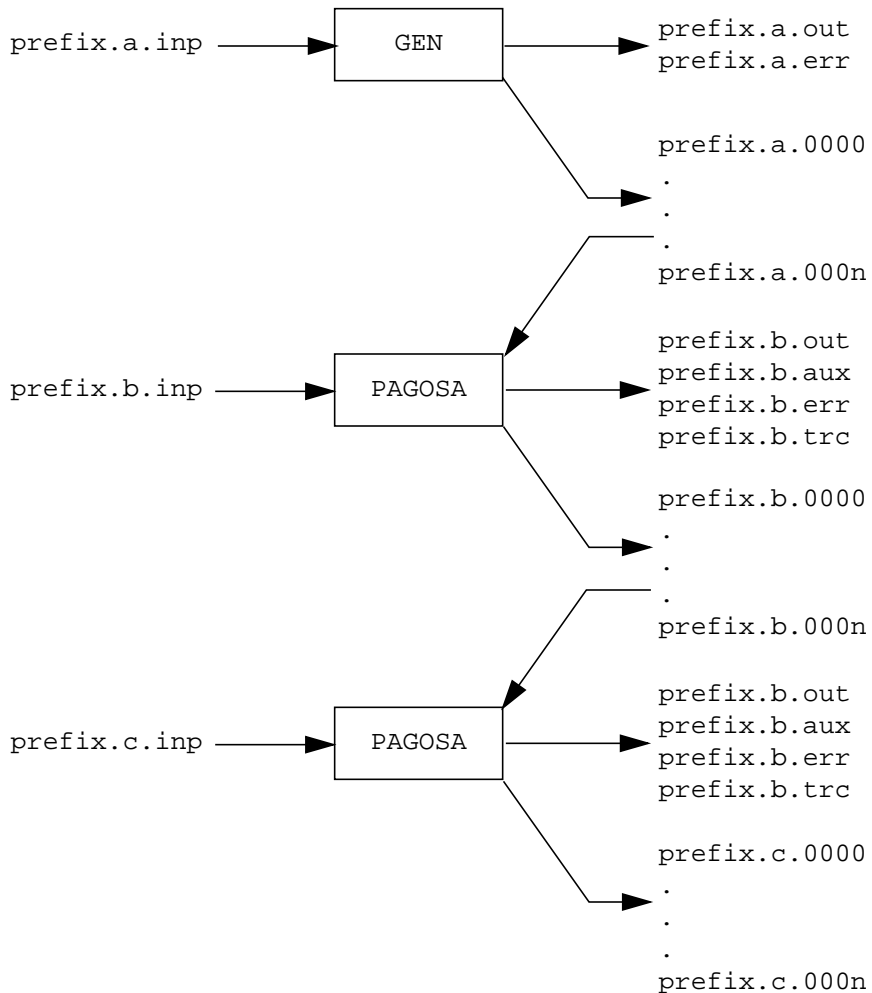 prefix.a.inp
GEN
prefix.a.out
prefix.a.err
prefix.a.0000
.
.
.
prefix.a.000n
prefix.b.inp
PAGOSA
prefix.b.out
prefix.b.aux
prefix.b.err
prefix.b.trc
prefix.b.0000
.
.
.
prefix.b.000n
prefix.c.inp
PAGOSA
prefix.b.out
prefix.b.aux
prefix.b.err
prefix.b.trc
prefix.c.0000
.
.
.
prefix.c.000n